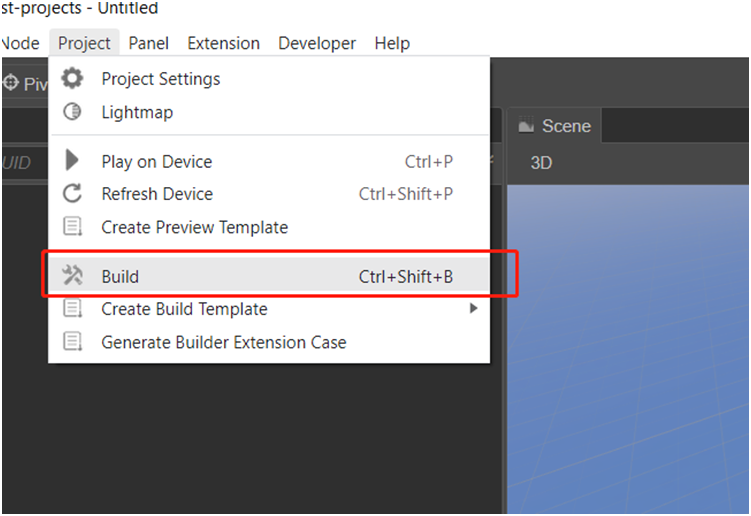 st-projects - Untitled
Node Project Panel Extension Developer Help
Piv
Project Settings
Lightmap
Scene
UID
Play on Device Ctrl+P
3D
Refresh Device Ctrl+Shift+P
Create Preview Template
Build Ctrl+Shift+B
Create Build Template
Generate Builder Extension Case